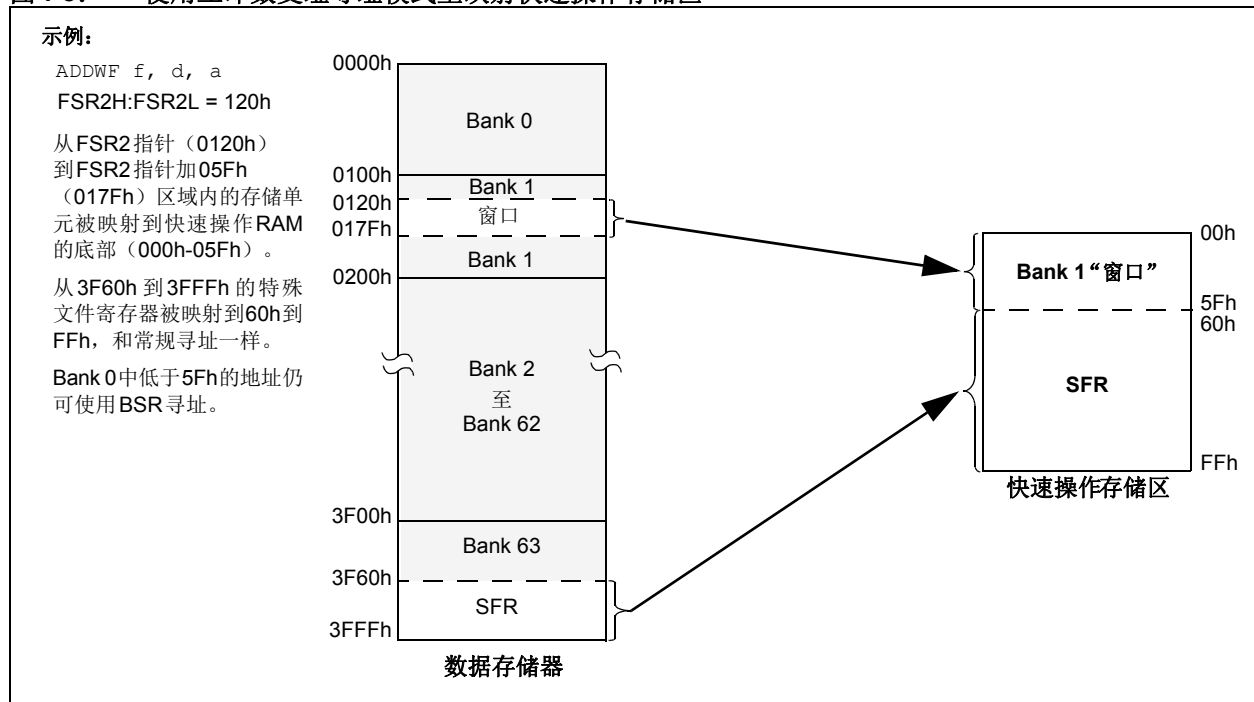 示例：
ADDWF f, d, a
FSR2H:FSR2L = 120h
从FSR2指针（0120h）
到FSR2指针加05Fh
（017Fh）区域内的存储单
元被映射到快速操作RAM
的底部（000h-05Fh）。
从3F60h 到3FFFh 的特殊
文件寄存器被映射到60h到
FFh，和常规寻址一样。
Bank 0中低于5Fh的地址仍
可使用BSR寻址。
0000h
Bank 0
0100h
Bank 1
0120h
窗口
017Fh
Bank 1
0200h
Bank 2
至
Bank 62
3F00h
Bank 63
3F60h
SFR
3FFFh
数据存储器
00h
Bank 1“窗口”
5Fh
60h
SFR
FFh
快速操作存储区